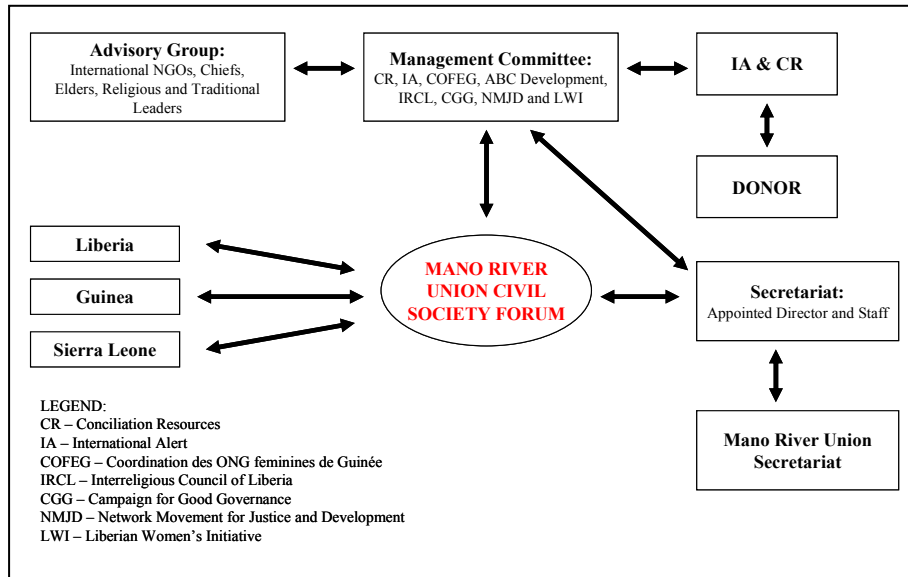 Advisory Group:
International NGOs, Chiefs,
Elders, Religious and Traditional
Leaders
Management Committee:
CR, IA, COFEG, ABC Development,
IRCL, CGG, NMJD and LWI
IA & CR
DONOR
Liberia
Guinea
Sierra Leone
MANO RIVER
UNION CIVIL
SOCIETY FORUM
Secretariat:
Appointed Director and Staff
Mano River Union
Secretariat
LEGEND:
CR – Conciliation Resources
IA – International Alert
COFEG – Coordination des ONG feminines de Guinée
IRCL – Interreligious Council of Liberia
CGG – Campaign for Good Governance
NMJD – Network Movement for Justice and Development
LWI – Liberian Women's Initiative